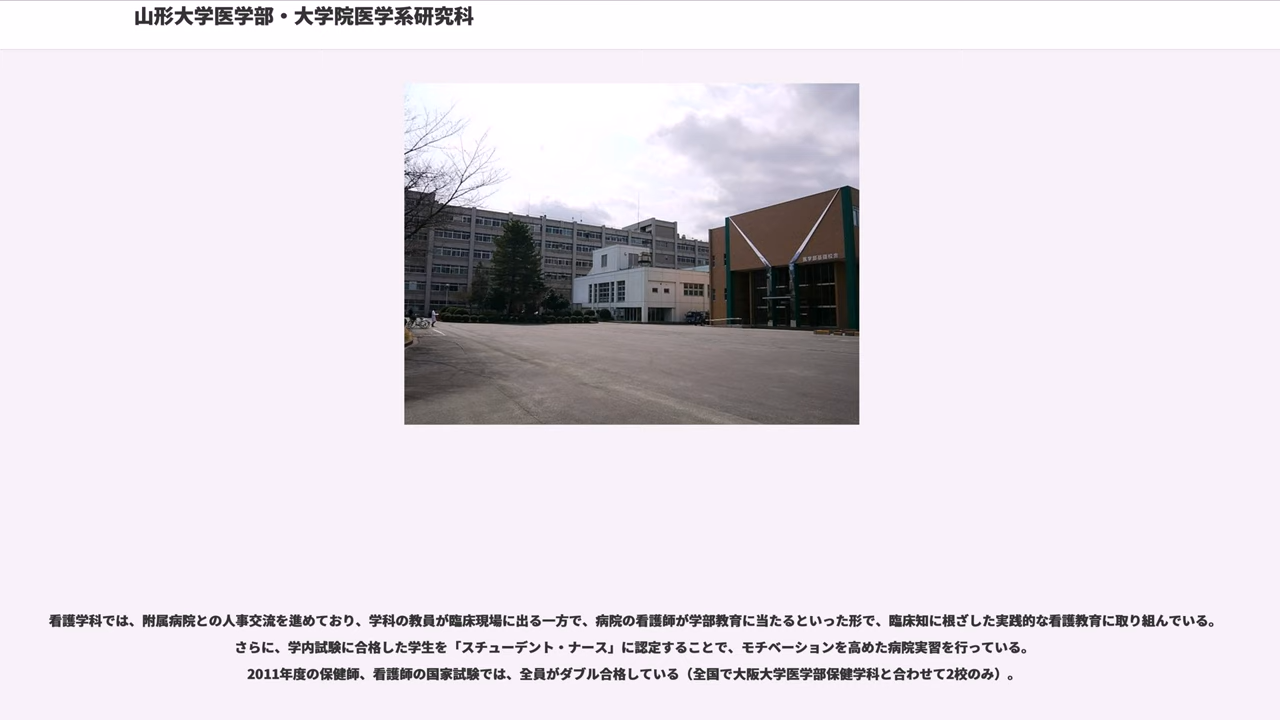 山形大学医学部・大学院医学系研究科
看護学科では、附属病院との人事交流を進めており、学科の教員が臨床現場に出る一方で、病院の看護師が学部教育に当たるといった形で、臨床知に根ざした実践的な看護教育に取り組んでいる。
さらに、学内試験に合格した学生を「スチューデント・ナース」に認定することで、モチベーションを高めた病院実習を行っている。
2011年度の保健師、看護師の国家試験では、全員がダブル合格している（全国で大阪大学医学部保健学科と合わせて2校のみ）。